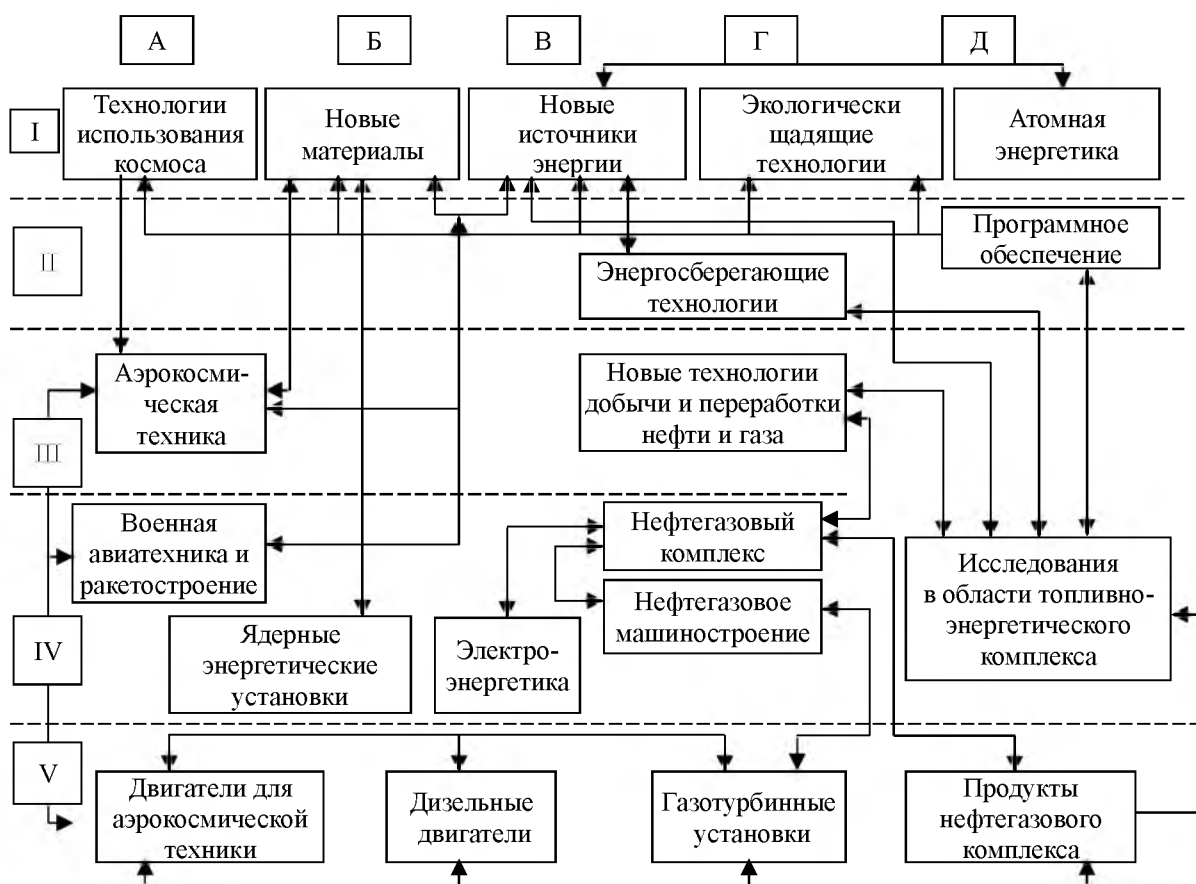 А
Б
В
Г
Д
I
Технологии
использования
космоса
Новые
материалы
Новые
источники
энергии
Экологически
щадящие
технологии
Атомная
энергетика
II
Программное
обеспечение
Энергосберегающие
технологии
III
Аэрокосми-
ческая
техника
Новые технологии
добычи и переработки
нефти и газа
IV
Военная
авиатехника и
ракетостроение
Нефтегазовый
комплекс
Исследования
в области топливно-
энергетического
комплекса
Нефтегазовое
машиностроение
Ядерные
энергетические
установки
Электро-
энергетика
V
Двигатели для
аэрокосмической
техники
Дизельные
двигатели
Газотурбинные
установки
Продукты
нефтегазового
комплекса